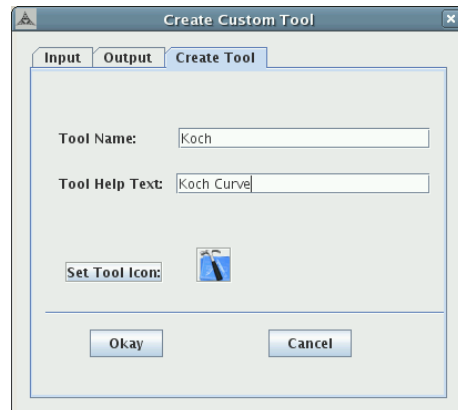 Create Custom Tool
Input Output Create Tool
Tool Name: Koch
Tool Help Text: Koch Curve
Set Tool Icon:
Okay Cancel